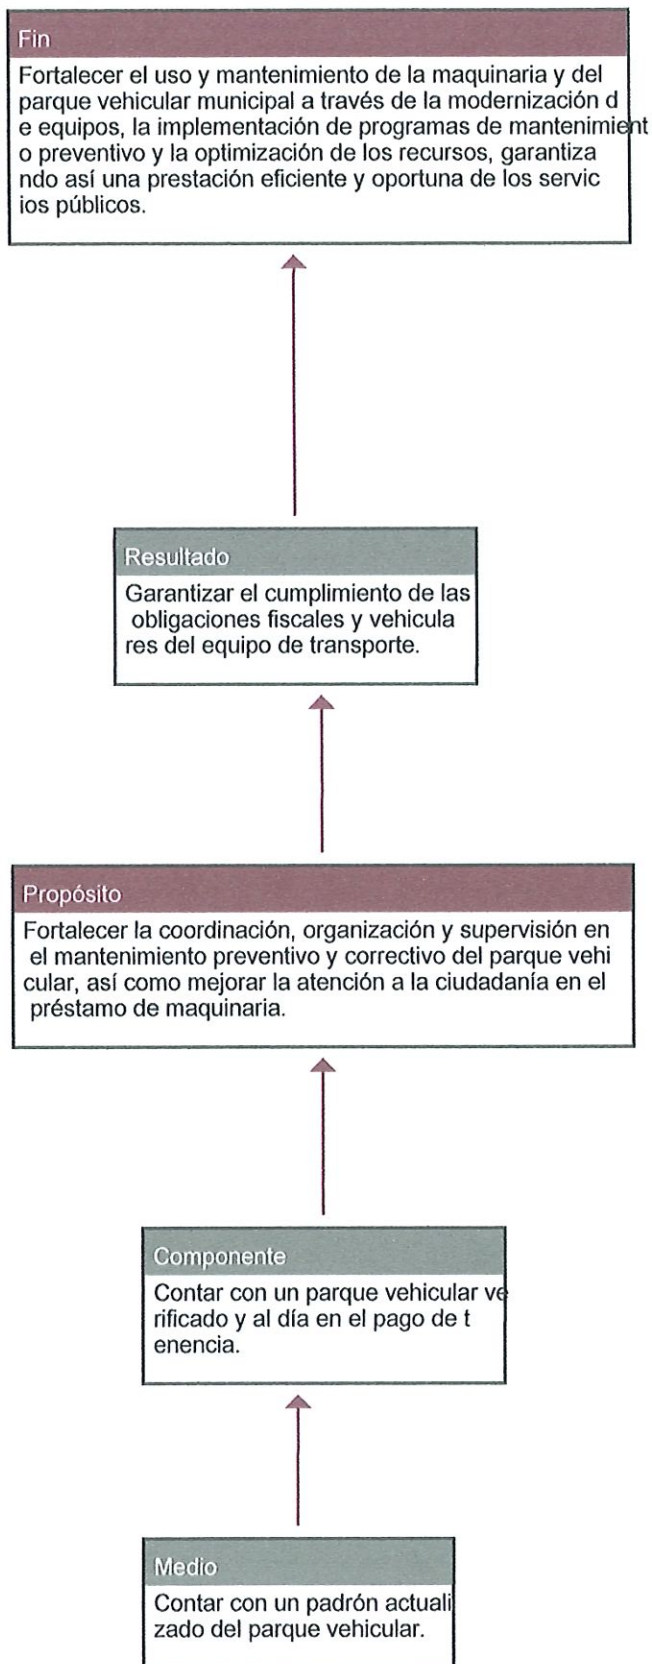 Fin
Fortalecer el uso y mantenimiento de la maquinaria y del
parque vehicular municipal a través de la modernización d
e equipos, la implementación de programas de mantenimient
o preventivo y la optimización de los recursos, garantiza
ndo así una prestación eficiente y oportuna de los servic
ios públicos.
Resultado
Garantizar el cumplimiento de las
obligaciones fiscales y vehicula
res del equipo de transporte.
Propósito
Fortalecer la coordinación, organización y supervisión en
el mantenimiento preventivo y correctivo del parque vehi
cular, así como mejorar la atención a la ciudadanía en el
préstamo de maquinaria.
Componente
Contar con un parque vehicular ve
rificado y al día en el pago de t
enencia.
Medio
Contar con un padrón actuali
zado del parque vehicular.